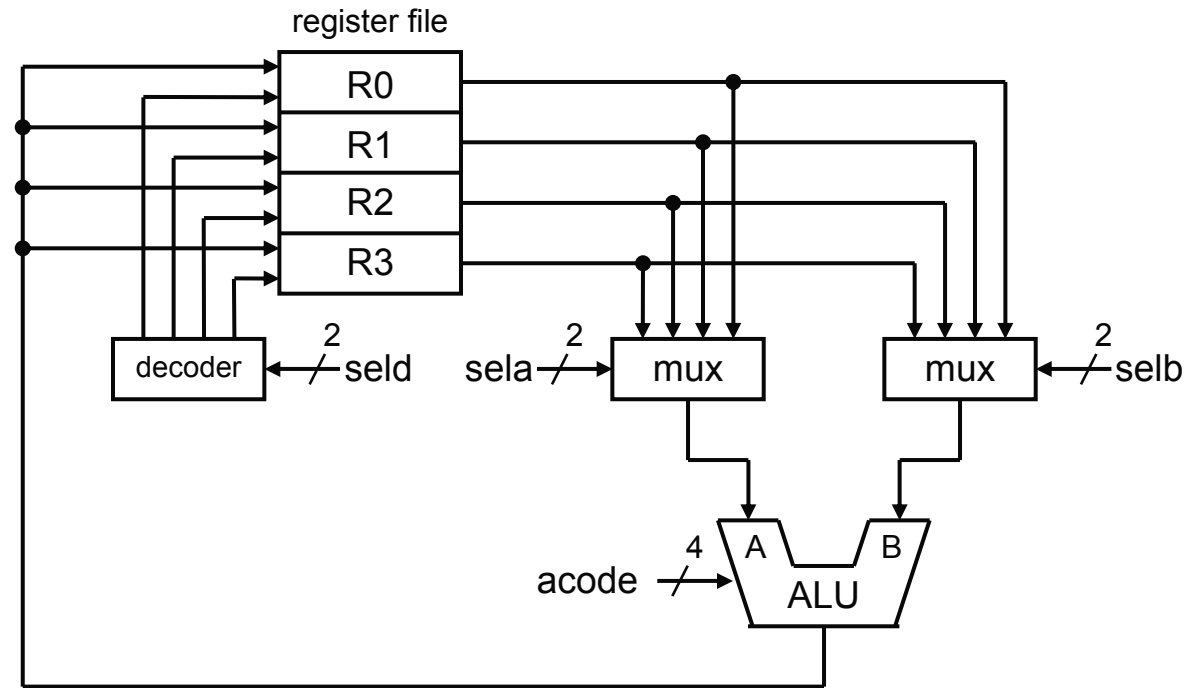 register file
R0
R1
R2
R3
2
decoder
seld
2
sela
mux
2
mux
selb
A
B
4
acode
ALU